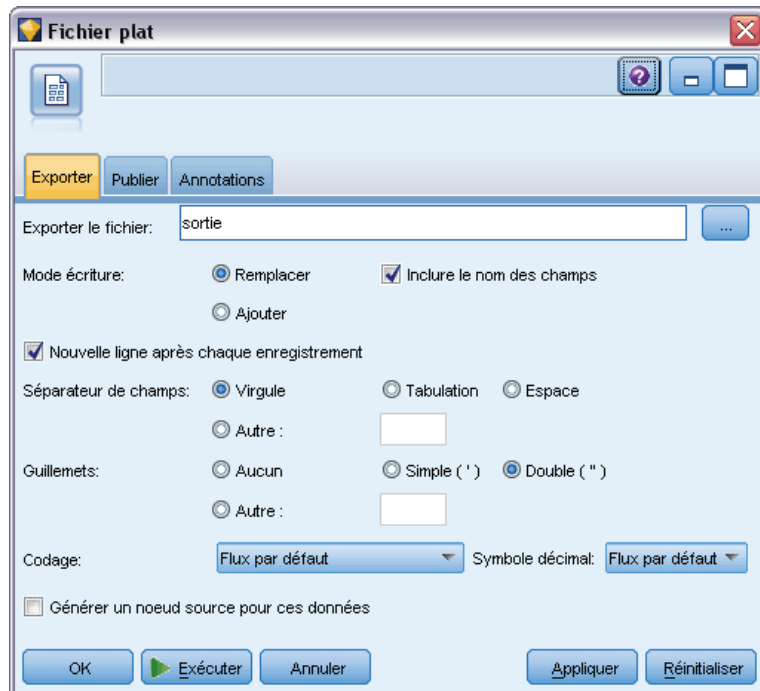 Fichier plat
Exporter Publier Annotations
Exporter le fichier: sortie ...
Mode écriture: Remplacer Inclure le nom des champs
Ajouter
Nouvelle ligne après chaque enregistrement
Séparateur de champs: Virgule Tabulation Espace
Autre :
Guillemets: Aucun Simple ( ' ) Double ( " )
Autre :
Codage: Flux par défaut Symbole décimal: Flux par défaut
Générer un noeud source pour ces données
OK Exécuter Annuler Appliquer Réinitialiser